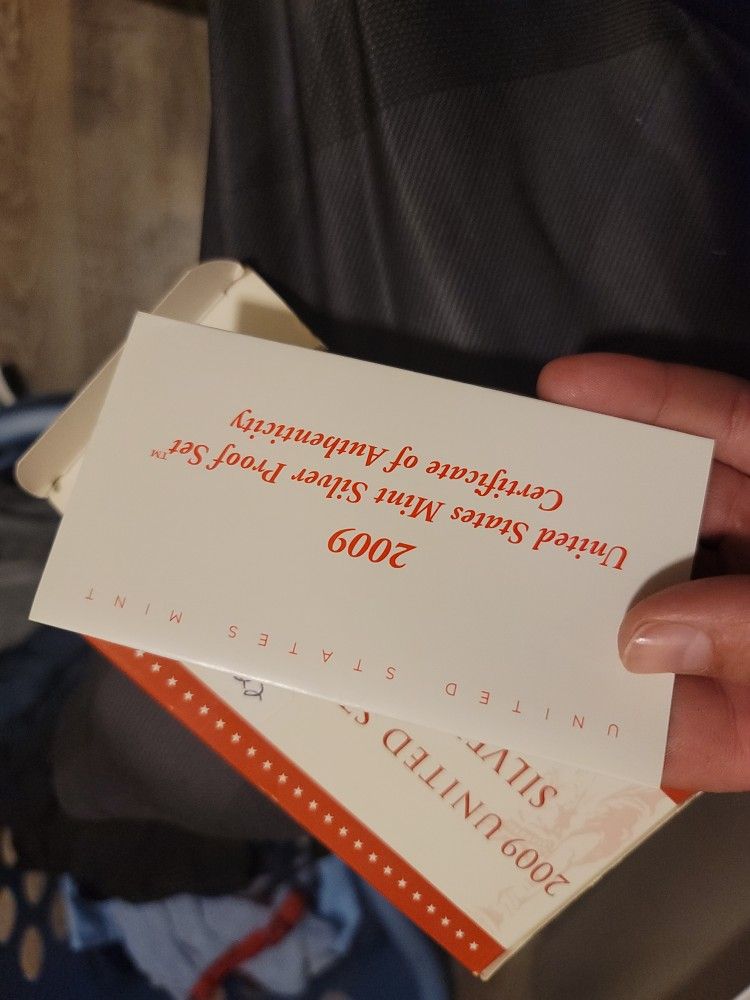 UNITED STATES MINT
2009
United States Mint Silver Proof Set™
Certificate of Authenticity
2009 UNITED